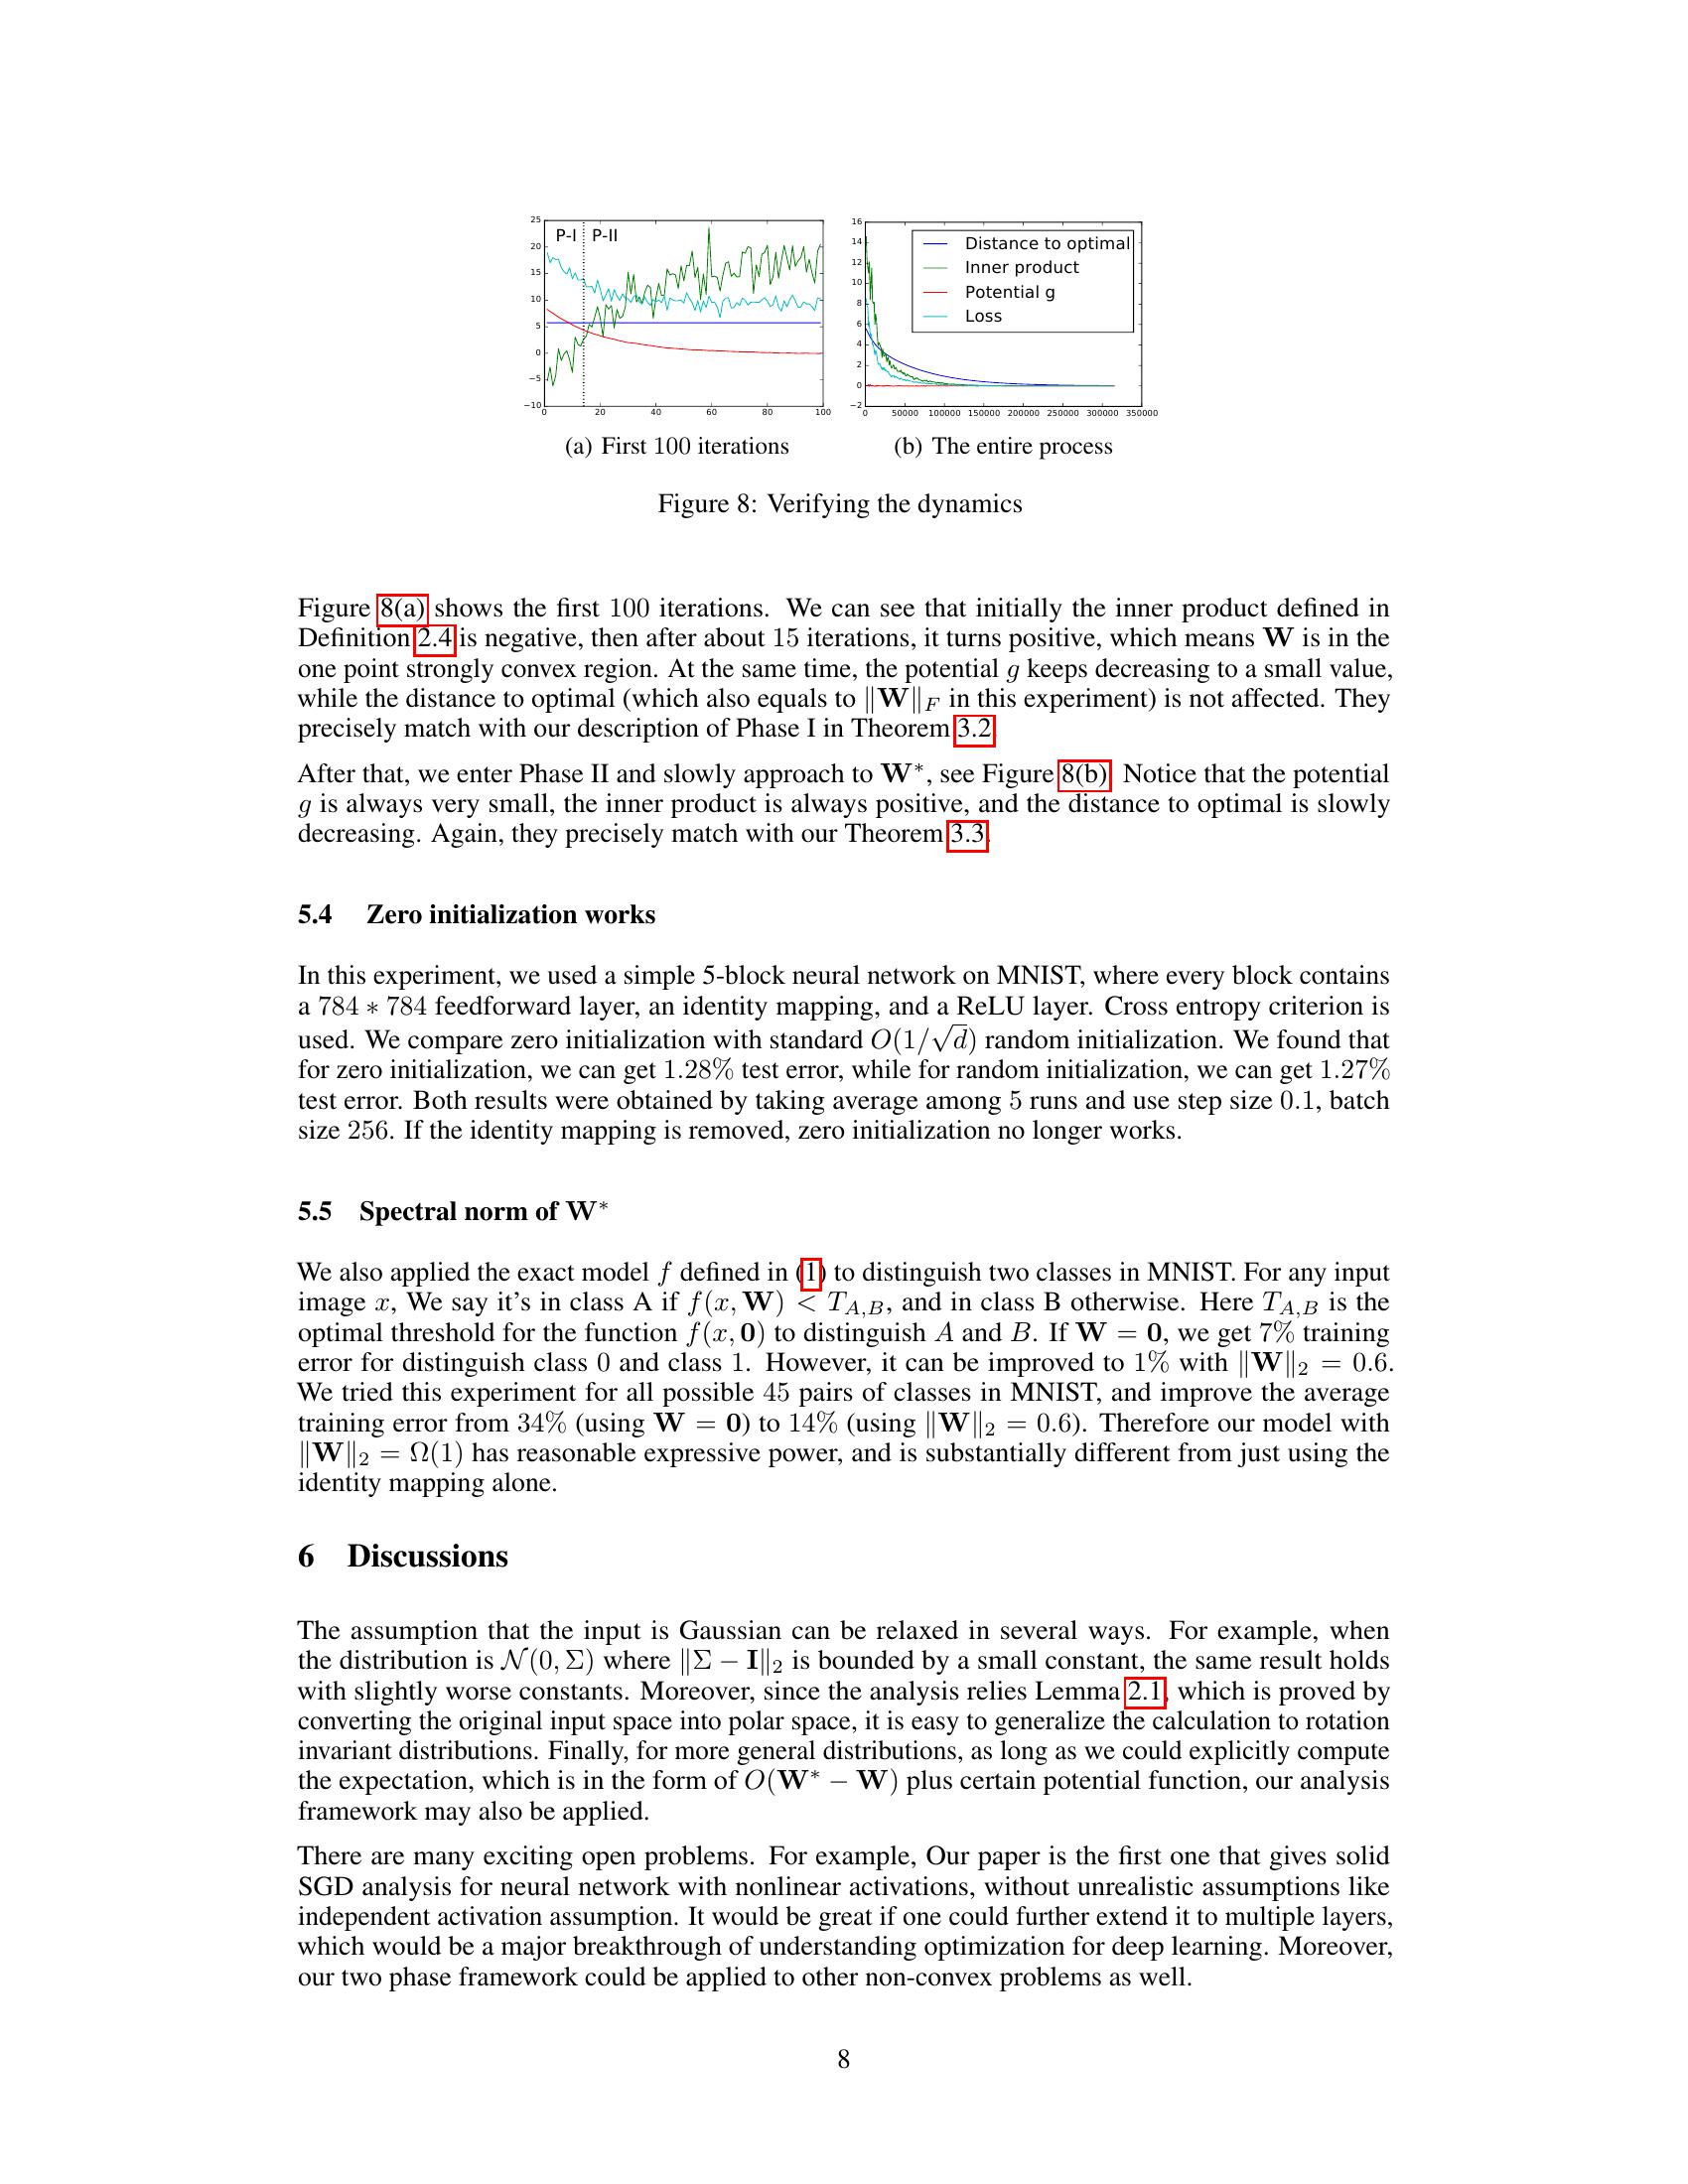 25
20
15
10
5
0
−5
−10
0 20 40 60 80 100
P-I P-II
16
14
12
10
8
6
4
2
0
−2
0 50000 100000 150000 200000 250000 300000 350000
Distance to optimal
Inner product
Potential g
Loss
(a) First 100 iterations
(b) The entire process
Figure 8: Verifying the dynamics
Figure 8(a) shows the first 100 iterations. We can see that initially the inner product defined in
Definition 2.4 is negative, then after about 15 iterations, it turns positive, which means W is in the
one point strongly convex region. At the same time, the potential g keeps decreasing to a small value,
while the distance to optimal (which also equals to ‖W‖_F in this experiment) is not affected. They
precisely match with our description of Phase I in Theorem 3.2.
After that, we enter Phase II and slowly approach to W*, see Figure 8(b). Notice that the potential
g is always very small, the inner product is always positive, and the distance to optimal is slowly
decreasing. Again, they precisely match with our Theorem 3.3.
5.4 Zero initialization works
In this experiment, we used a simple 5-block neural network on MNIST, where every block contains
a 784 ∗ 784 feedforward layer, an identity mapping, and a ReLU layer. Cross entropy criterion is
used. We compare zero initialization with standard O(1/√d) random initialization. We found that
for zero initialization, we can get 1.28% test error, while for random initialization, we can get 1.27%
test error. Both results were obtained by taking average among 5 runs and use step size 0.1, batch
size 256. If the identity mapping is removed, zero initialization no longer works.
5.5 Spectral norm of W*
We also applied the exact model f defined in (1) to distinguish two classes in MNIST. For any input
image x, We say it's in class A if f(x, W) < T_{A,B}, and in class B otherwise. Here T_{A,B} is the
optimal threshold for the function f(x, 0) to distinguish A and B. If W = 0, we get 7% training
error for distinguish class 0 and class 1. However, it can be improved to 1% with ‖W‖₂ = 0.6.
We tried this experiment for all possible 45 pairs of classes in MNIST, and improve the average
training error from 34% (using W = 0) to 14% (using ‖W‖₂ = 0.6). Therefore our model with
‖W‖₂ = Ω(1) has reasonable expressive power, and is substantially different from just using the
identity mapping alone.
6 Discussions
The assumption that the input is Gaussian can be relaxed in several ways. For example, when
the distribution is N(0, Σ) where ‖Σ − I‖₂ is bounded by a small constant, the same result holds
with slightly worse constants. Moreover, since the analysis relies Lemma 2.1, which is proved by
converting the original input space into polar space, it is easy to generalize the calculation to rotation
invariant distributions. Finally, for more general distributions, as long as we could explicitly compute
the expectation, which is in the form of O(W* − W) plus certain potential function, our analysis
framework may also be applied.
There are many exciting open problems. For example, Our paper is the first one that gives solid
SGD analysis for neural network with nonlinear activations, without unrealistic assumptions like
independent activation assumption. It would be great if one could further extend it to multiple layers,
which would be a major breakthrough of understanding optimization for deep learning. Moreover,
our two phase framework could be applied to other non-convex problems as well.
8